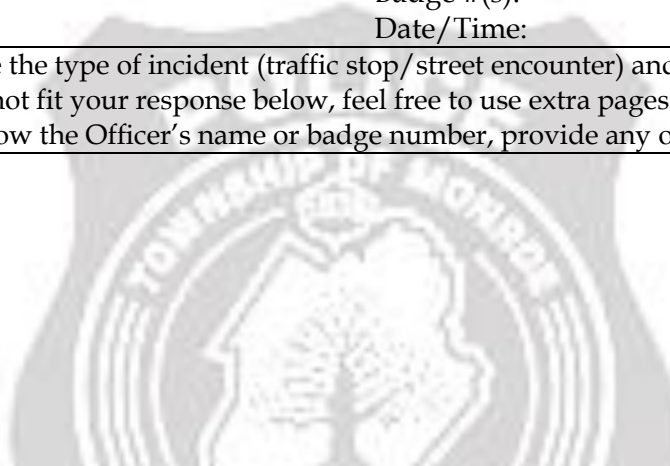 Badge #(s):
Date/Time:
the type of incident (traffic stop/street encounter) and
not fit your response below, feel free to use extra pages
the Officer's name or badge number, provide any
POLICE
TOWNSHIP OF MONROE